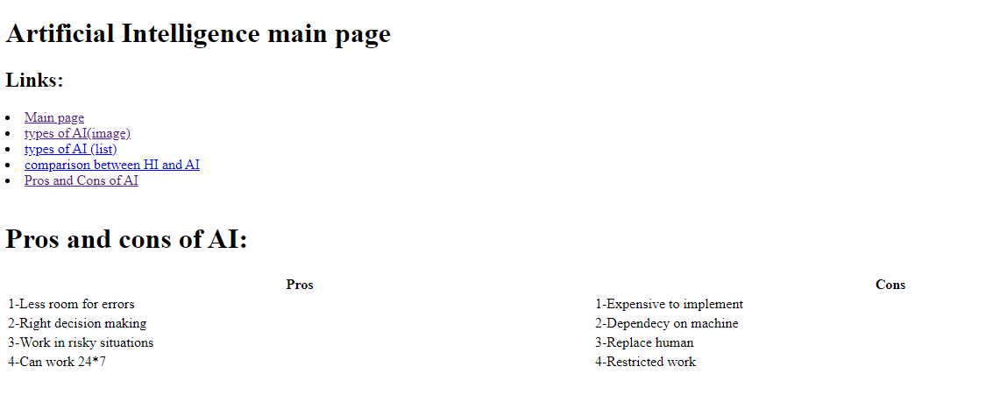 Artificial Intelligence main page
Links:
Main page
types of AI(image)
types of AI (list)
comparison between HI and AI
Pros and Cons of AI
Pros and cons of AI:
Pros Cons
1-Less room for errors 1-Expensive to implement
2-Right decision making 2-Dependecy on machine
3-Work in risky situations 3-Replace human
4-Can work 24*7 4-Restricted work